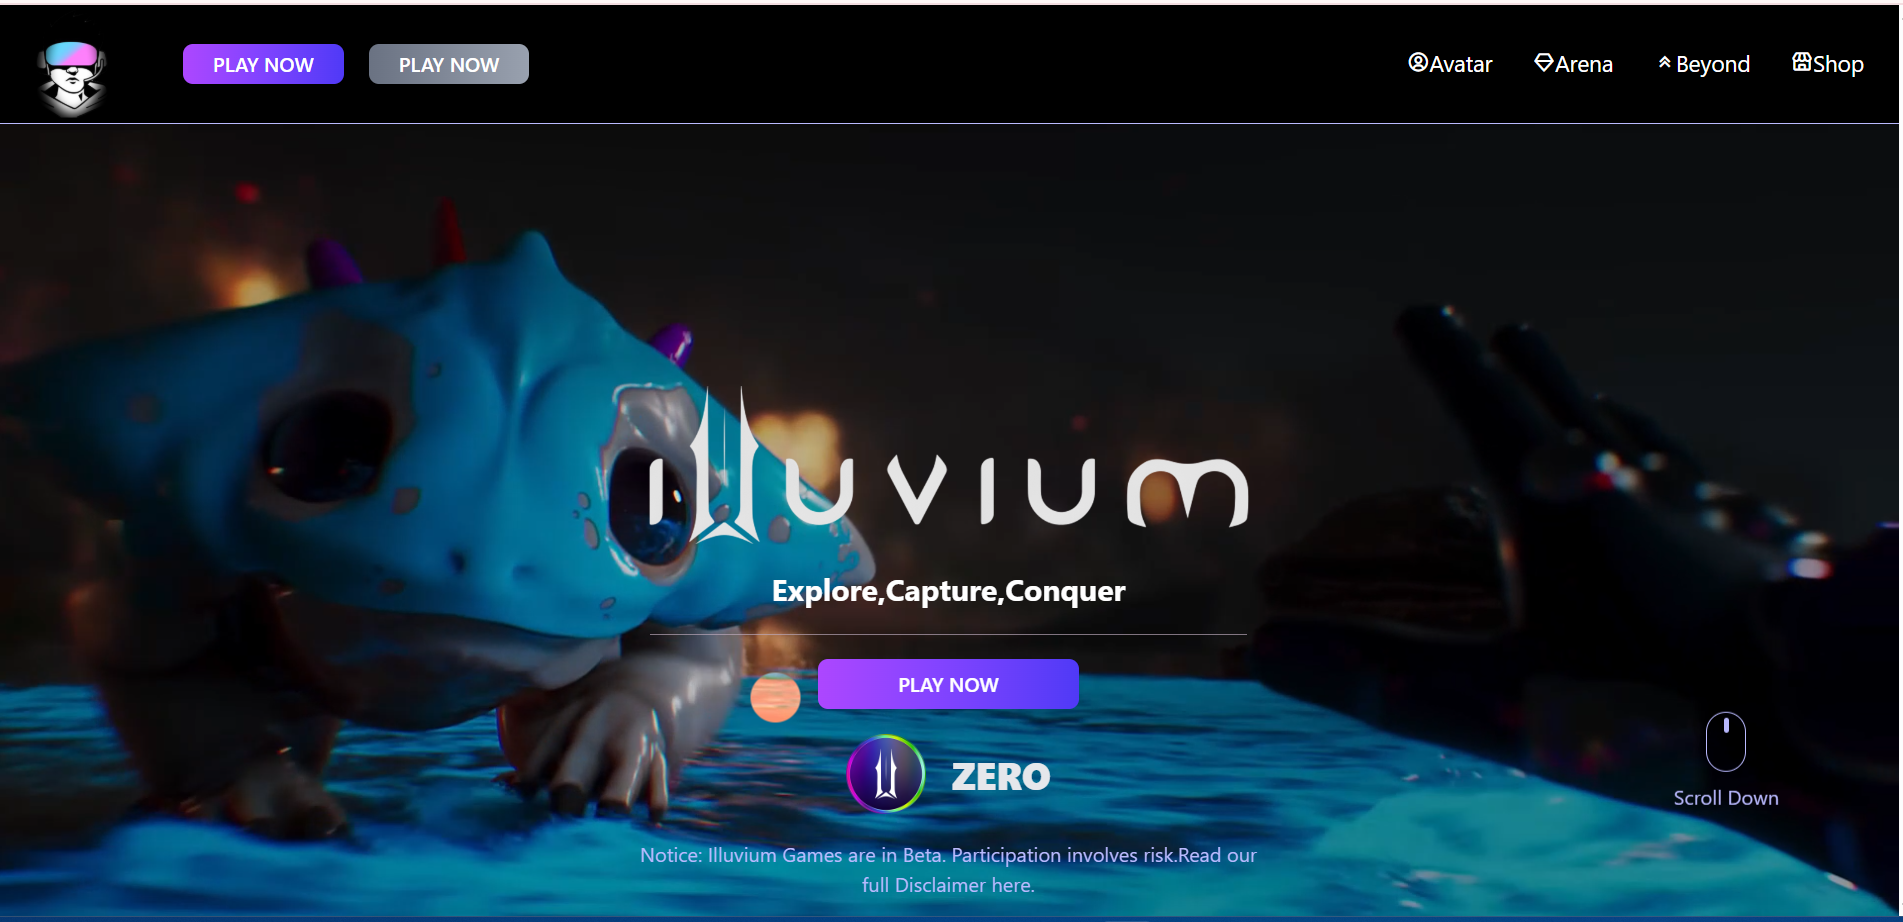 PLAY NOW
PLAY NOW
Avatar
Arena
Beyond
Shop
ILLUVIUM
Explore,Capture,Conquer
PLAY NOW
ZERO
Scroll Down
Notice: Illuvium Games are in Beta. Participation involves risk.Read our
full Disclaimer here.